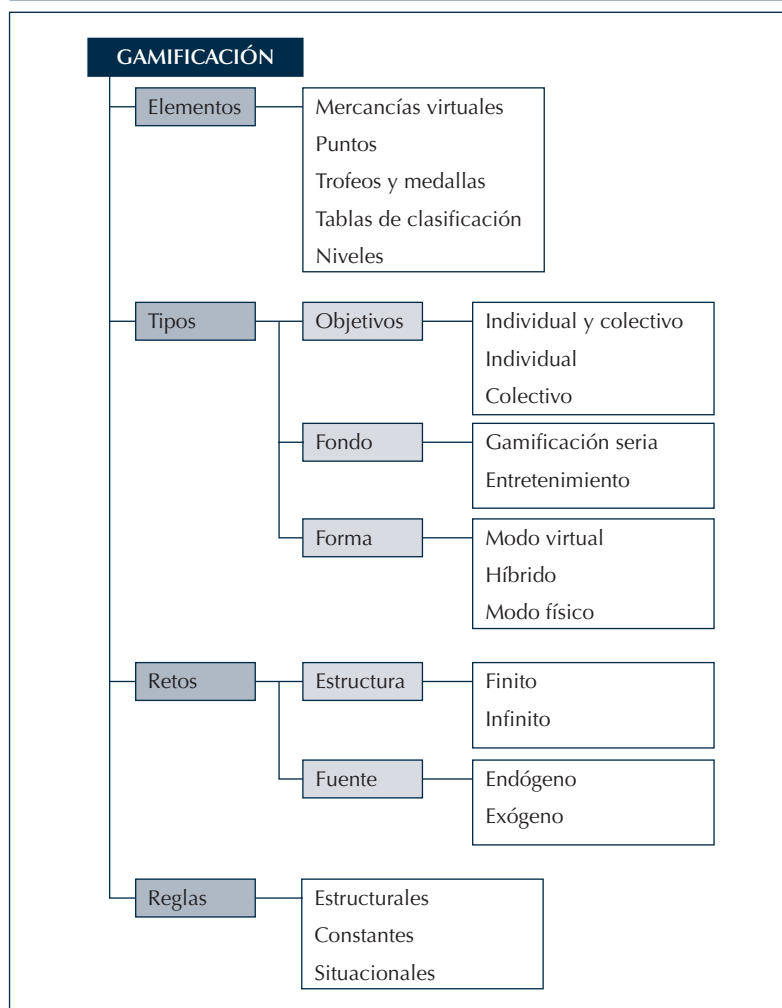 GAMIFICACIÓN
Elementos
Mercancías virtuales
Puntos
Trofeos y medallas
Tablas de clasificación
Niveles
Tipos
Objetivos
Individual y colectivo
Individual
Colectivo
Fondo
Gamificación seria
Entretenimiento
Forma
Modo virtual
Híbrido
Modo físico
Retos
Estructura
Finito
Infinito
Fuente
Endógeno
Exógeno
Reglas
Estructurales
Constantes
Situacionales